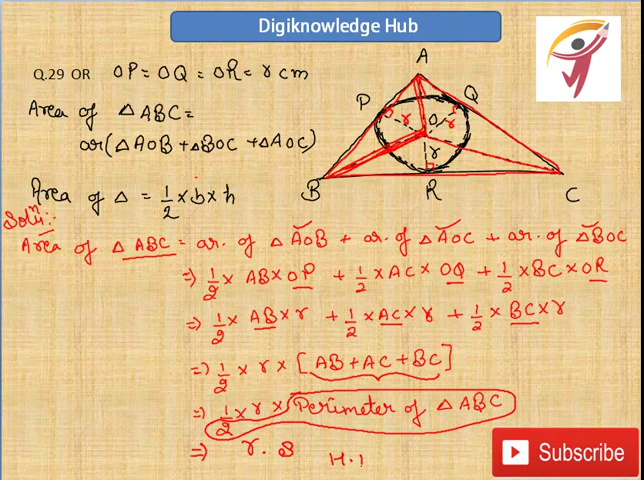 Digiknowledge Hub
Q.29 OR OP = OQ = OR = r cm
Area of △ ABC =
ar(△AOB + △BOC + △AOC)
Area of △ = 1/2 × b × h
A
P
Q
O
r
r
r
B
R
C
Solⁿ:-
Area of △ ABC = ar. of △ AOB + ar. of △ AOC + ar. of △BOC
⇒ 1/2 × AB × OP + 1/2 × AC × OQ + 1/2 × BC × OR
⇒ 1/2 × AB × r + 1/2 × AC × r + 1/2 × BC × r
⇒ 1/2 × r × [AB + AC + BC]
⇒ 1/2 × r × Perimeter of △ ABC
⇒ r . S
H.
Subscribe